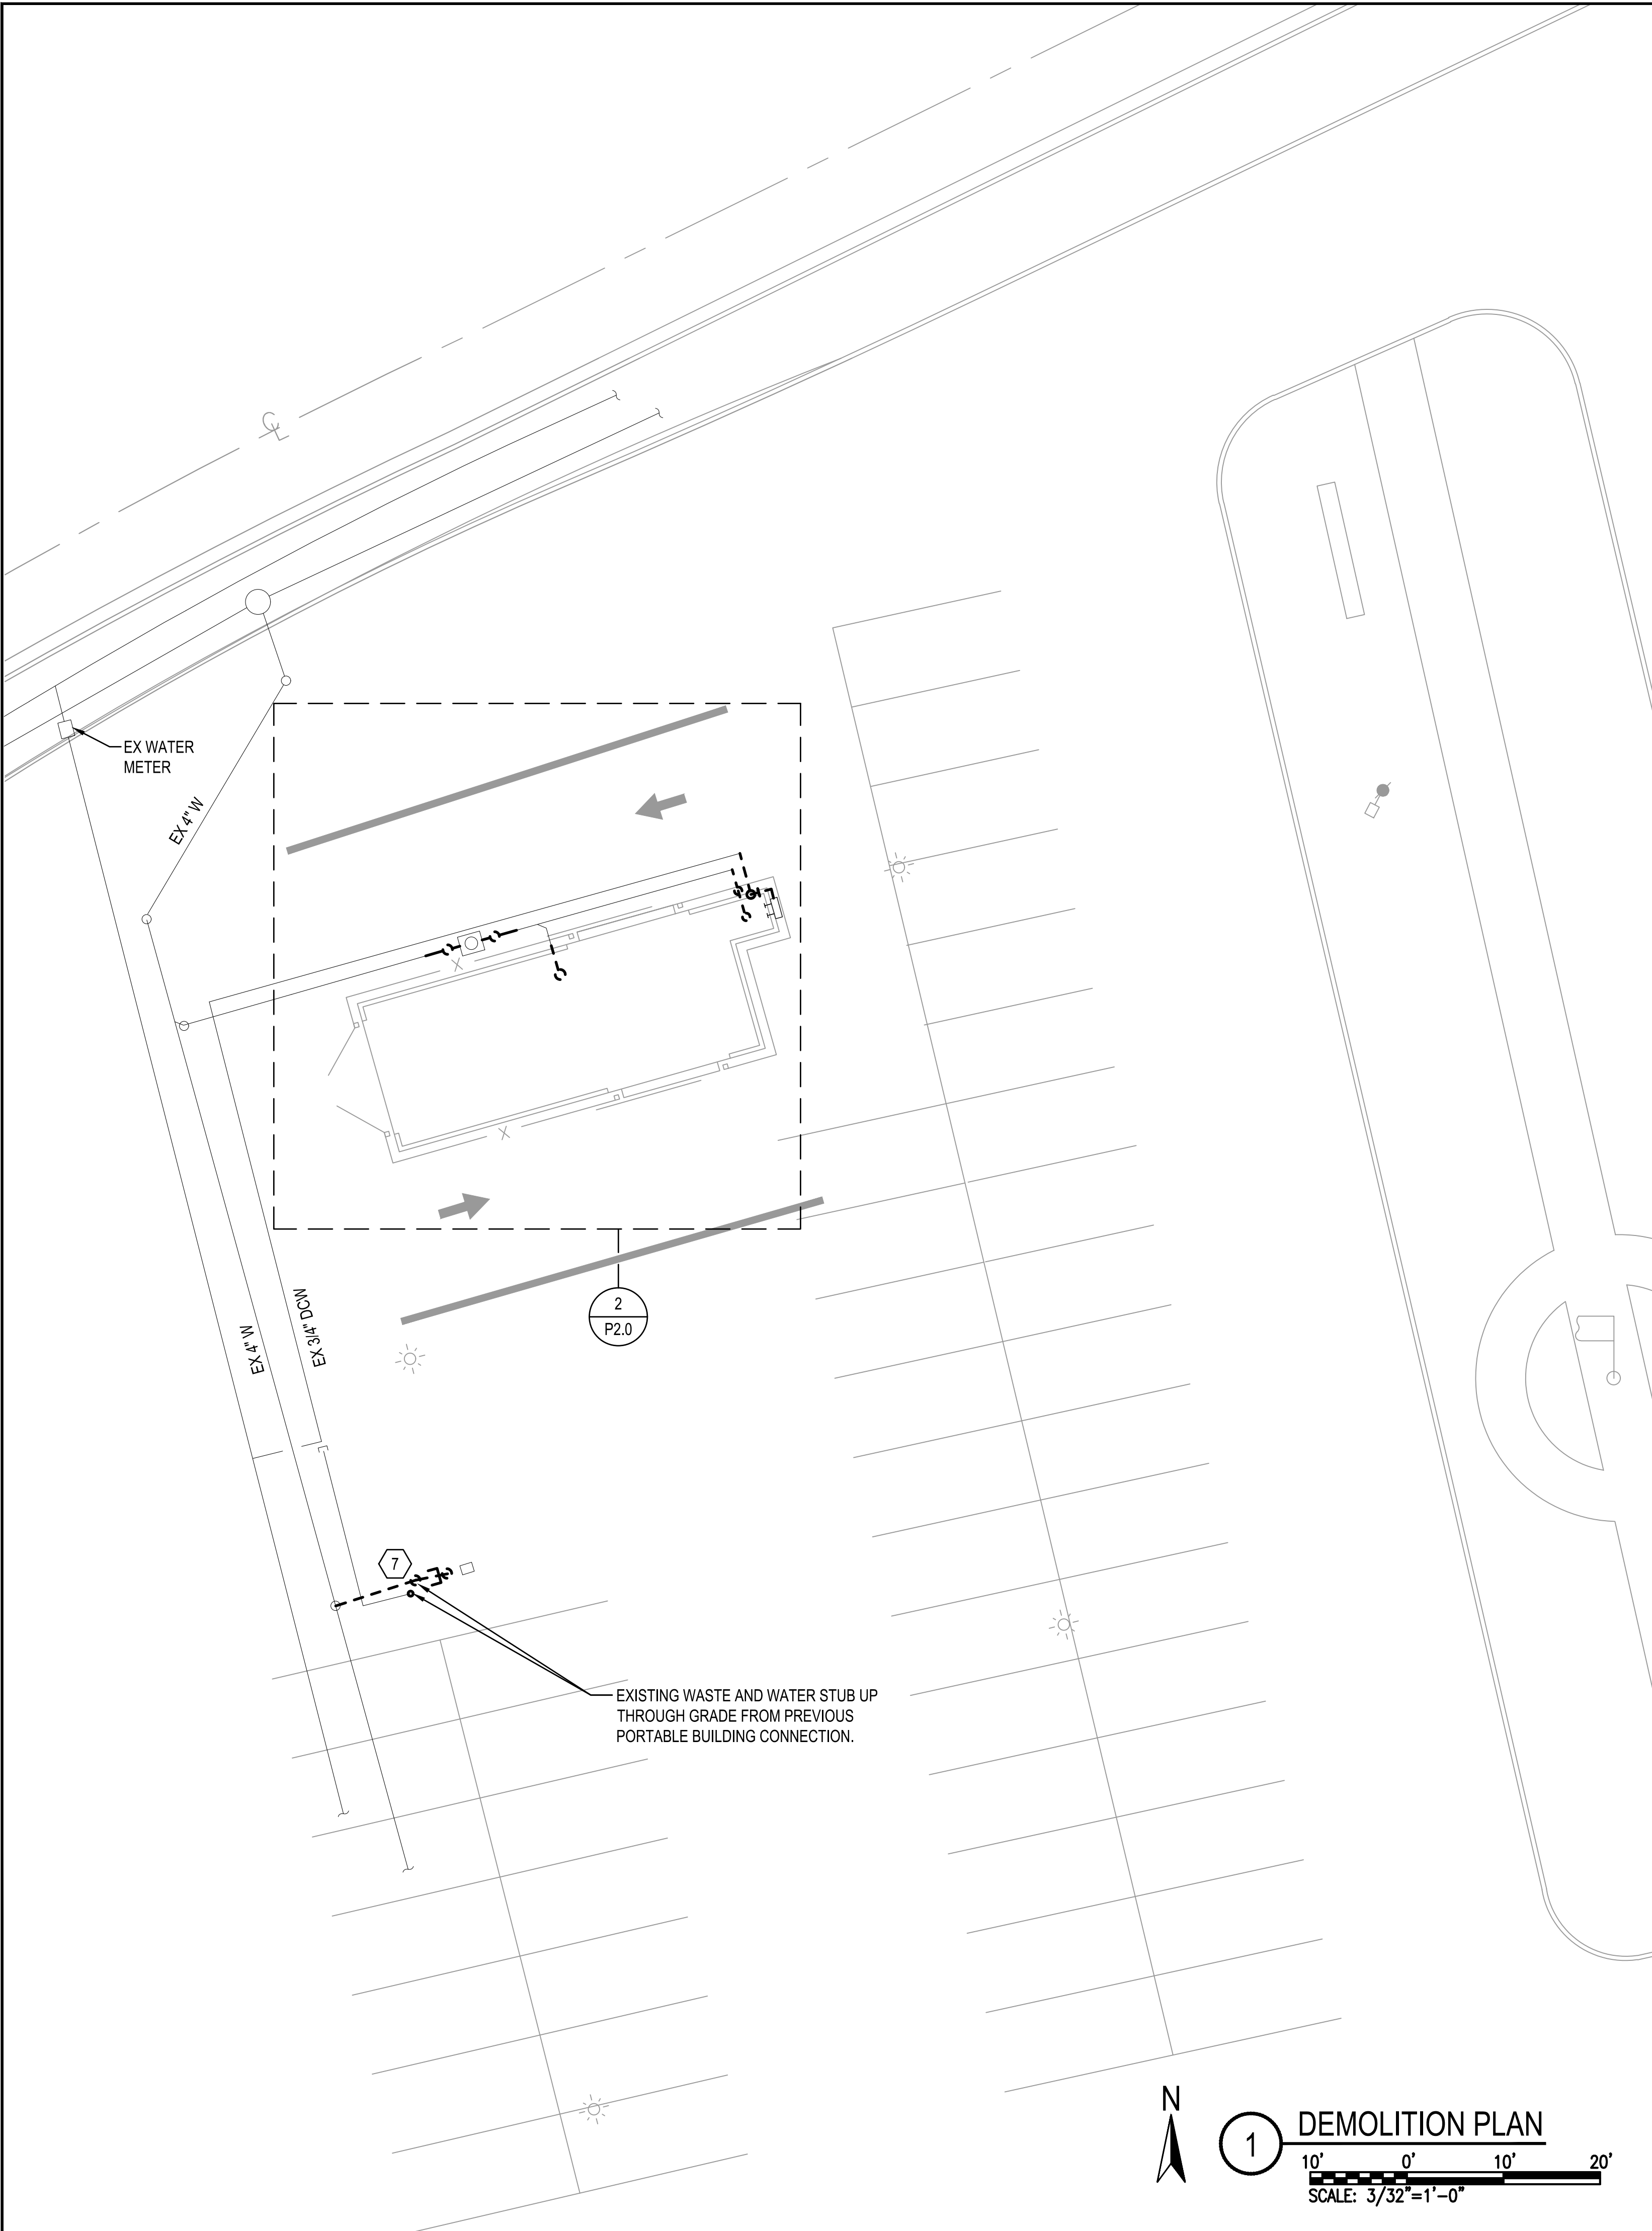 ℄
EX WATER
METER
EX 4" W
2
P2.0
EX 4" W
EX 3/4" DCW
7
EXISTING WASTE AND WATER STUB UP
THROUGH GRADE FROM PREVIOUS
PORTABLE BUILDING CONNECTION.
N
1
DEMOLITION PLAN
10' 0' 10' 20'
SCALE: 3/32"=1'-0"